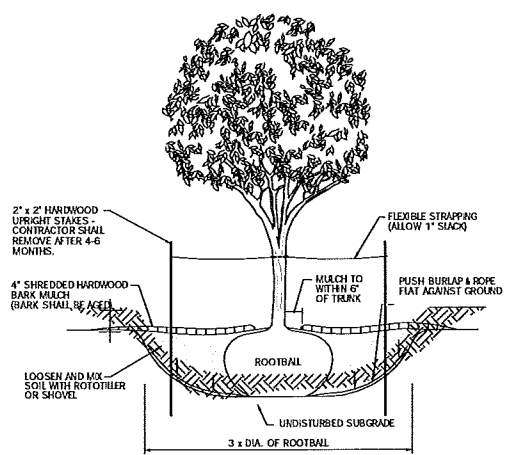 2" x 2" HARDWOOD
UPRIGHT STAKES -
CONTRACTOR SHALL
REMOVE AFTER 4-6
MONTHS.
FLEXIBLE STRAPPING
(ALLOW 1" SLACK)
4" SHREDDED HARDWOOD
BARK MULCH
(BARK SHALL BE AGED)
MULCH TO
WITHIN 6"
OF TRUNK
PUSH BURLAP & ROPE
FLAT AGAINST GROUND
ROOTBALL
LOOSEN AND MIX
SOIL WITH ROTOTILLER
OR SHOVEL
UNDISTURBED SUBGRADE
3 x DIA. OF ROOTBALL